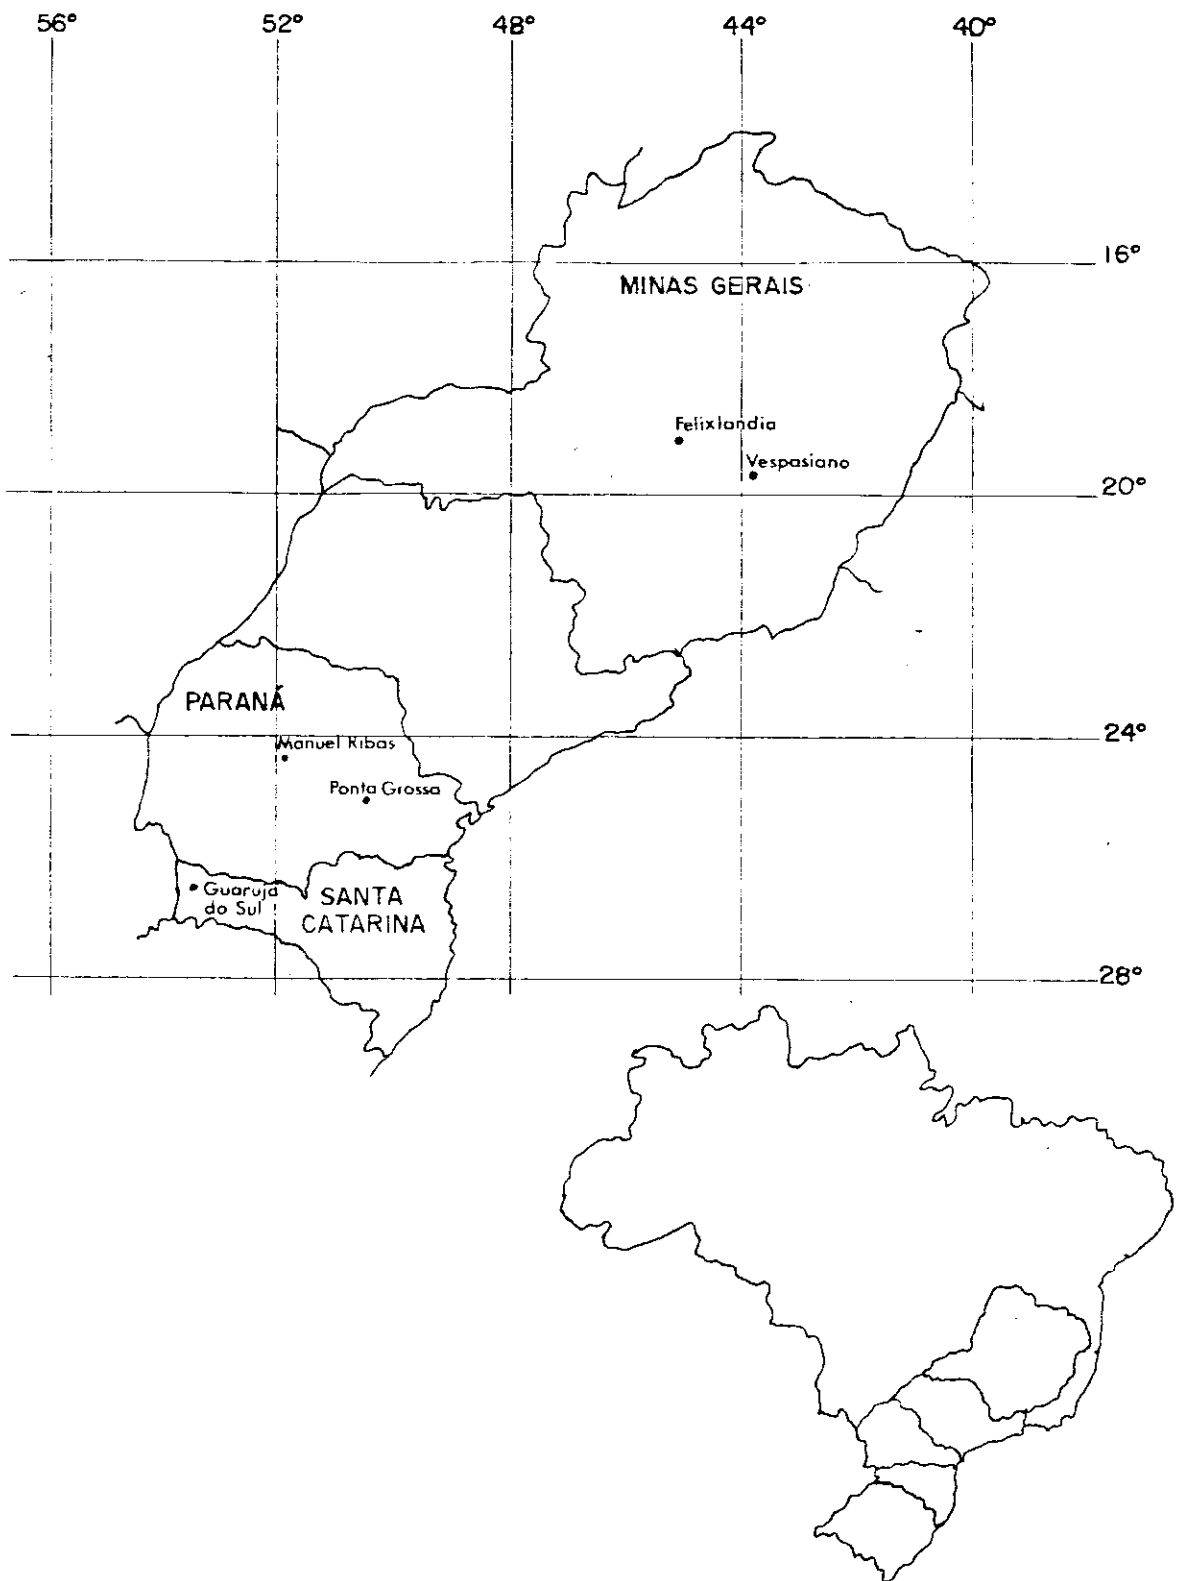 56° 52° 48° 44° 40°
16°
MINAS GERAIS
Felixlandia
Vespasiano
20°
PARANÁ
24°
Manuel Ribas
Ponta Grossa
Guaruja
do Sul
SANTA
CATARINA
28°